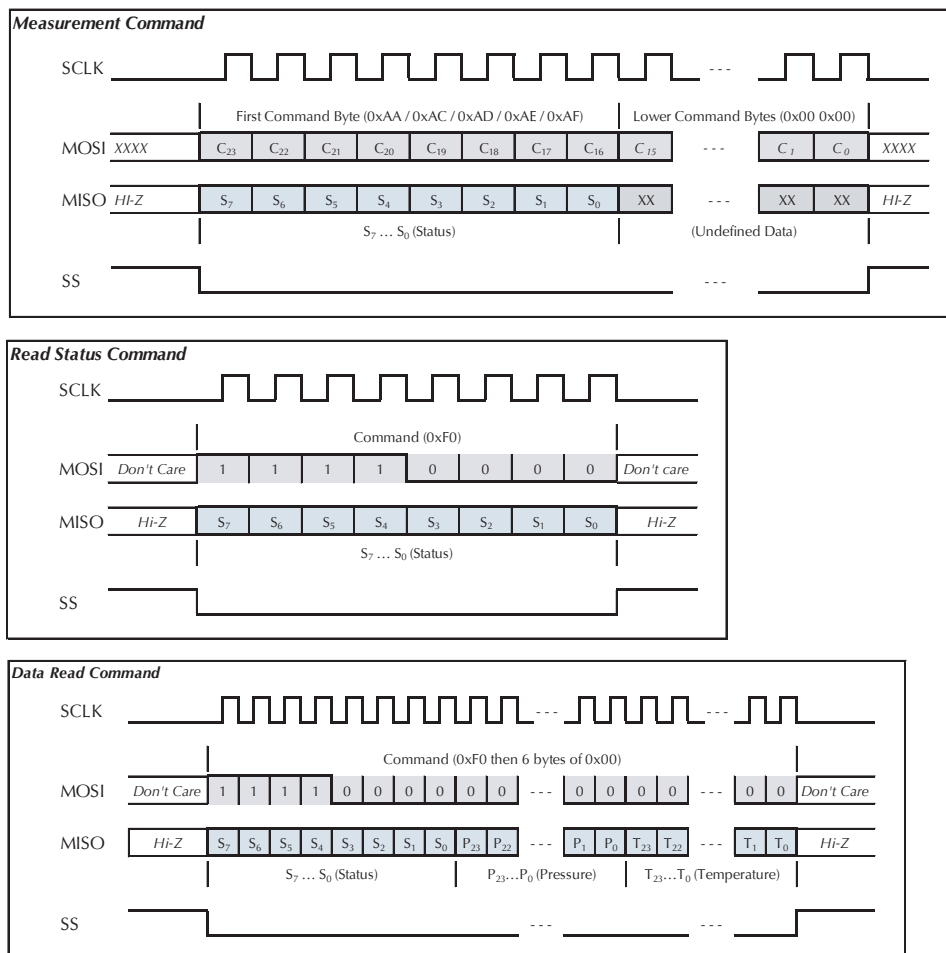 Measurement Command
SCLK - - -
First Command Byte (0xAA / 0xAC / 0xAD / 0xAE / 0xAF) Lower Command Bytes (0x00 0x00)
MOSI XXXX C23 C22 C21 C20 C19 C18 C17 C16 C15 - - - C1 C0 XXXX
MISO HI-Z S7 S6 S5 S4 S3 S2 S1 S0 XX - - - XX XX HI-Z
S7 … S0 (Status) (Undefined Data)
SS - - -
Read Status Command
SCLK
Command (0xF0)
MOSI Don't Care 1 1 1 1 0 0 0 0 Don't care
MISO Hi-Z S7 S6 S5 S4 S3 S2 S1 S0 Hi-Z
S7 … S0 (Status)
SS
Data Read Command
SCLK - - - - - -
Command (0xF0 then 6 bytes of 0x00)
MOSI Don't Care 1 1 1 1 0 0 0 0 0 0 - - - 0 0 0 0 - - - 0 0 Don't Care
MISO Hi-Z S7 S6 S5 S4 S3 S2 S1 S0 P23 P22 - - - P1 P0 T23 T22 - - - T1 T0 Hi-Z
S7 … S0 (Status) P23…P0 (Pressure) T23…T0 (Temperature)
SS - - - - - -